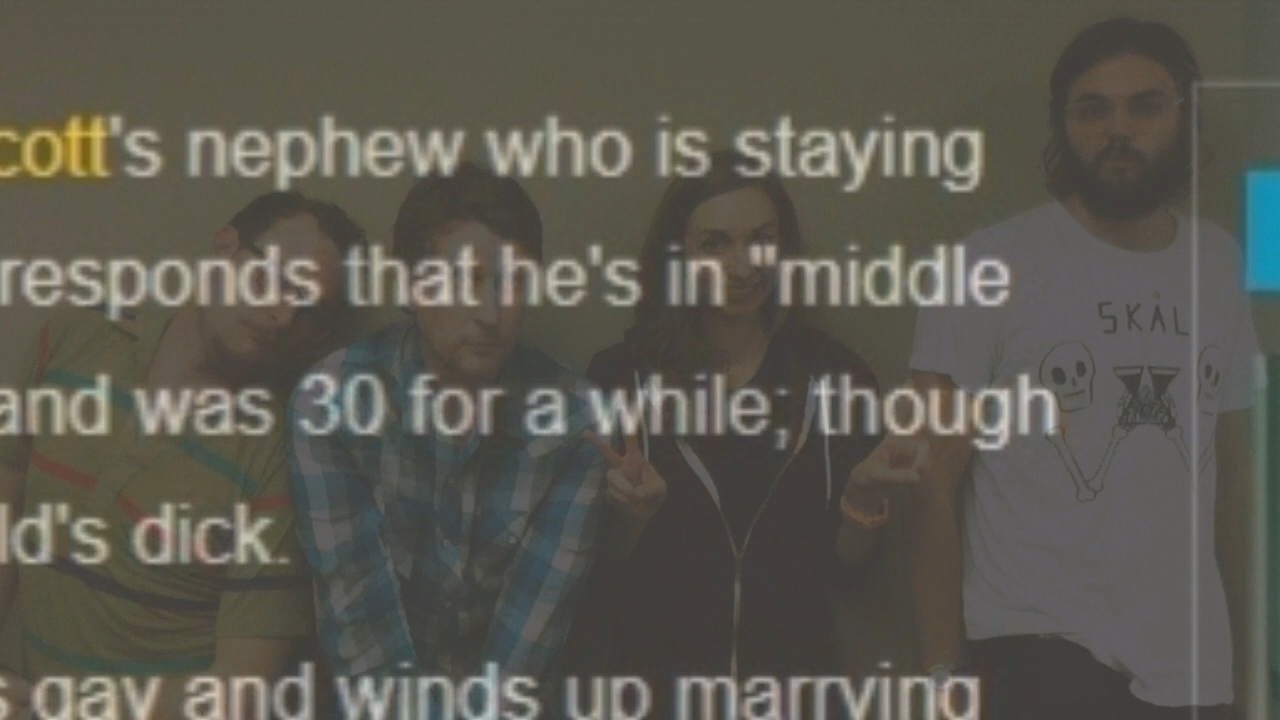 cott's nephew who is staying
responds that he's in "middle
SKÅL
and was 30 for a while; though
ld's dick.
s gay and winds up marrying